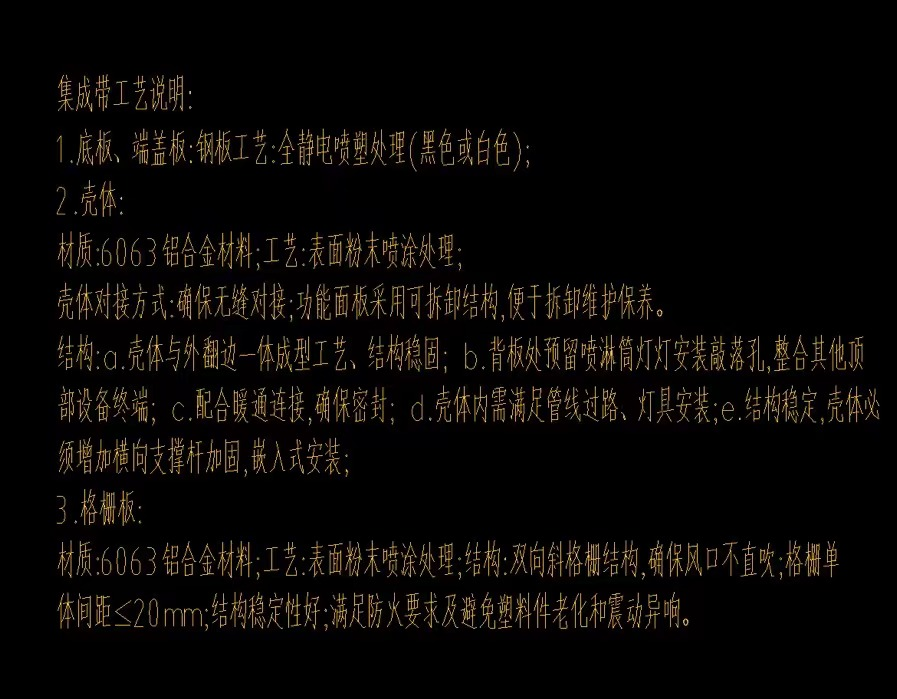 集成带工艺说明:
1.底板、端盖板:钢板工艺:全静电喷塑处理(黑色或白色);
2.壳体:
材质:6063铝合金材料;工艺:表面粉末喷涂处理;
壳体对接方式:确保无缝对接;功能面板采用可拆卸结构,便于拆卸维护保养。
结构:a.壳体与外翻边一体成型工艺、结构稳固; b.背板处预留喷淋筒灯灯安装敲落孔,整合其他顶
部设备终端; c.配合暖通连接,确保密封; d.壳体内需满足管线过路、灯具安装;e.结构稳定,壳体必
须增加横向支撑杆加固,嵌入式安装;
3.格栅板:
材质:6063铝合金材料;工艺:表面粉末喷涂处理;结构:双向斜格栅结构,确保风口不直吹;格栅单
体间距≤20mm;结构稳定性好;满足防火要求及避免塑料件老化和震动异响。